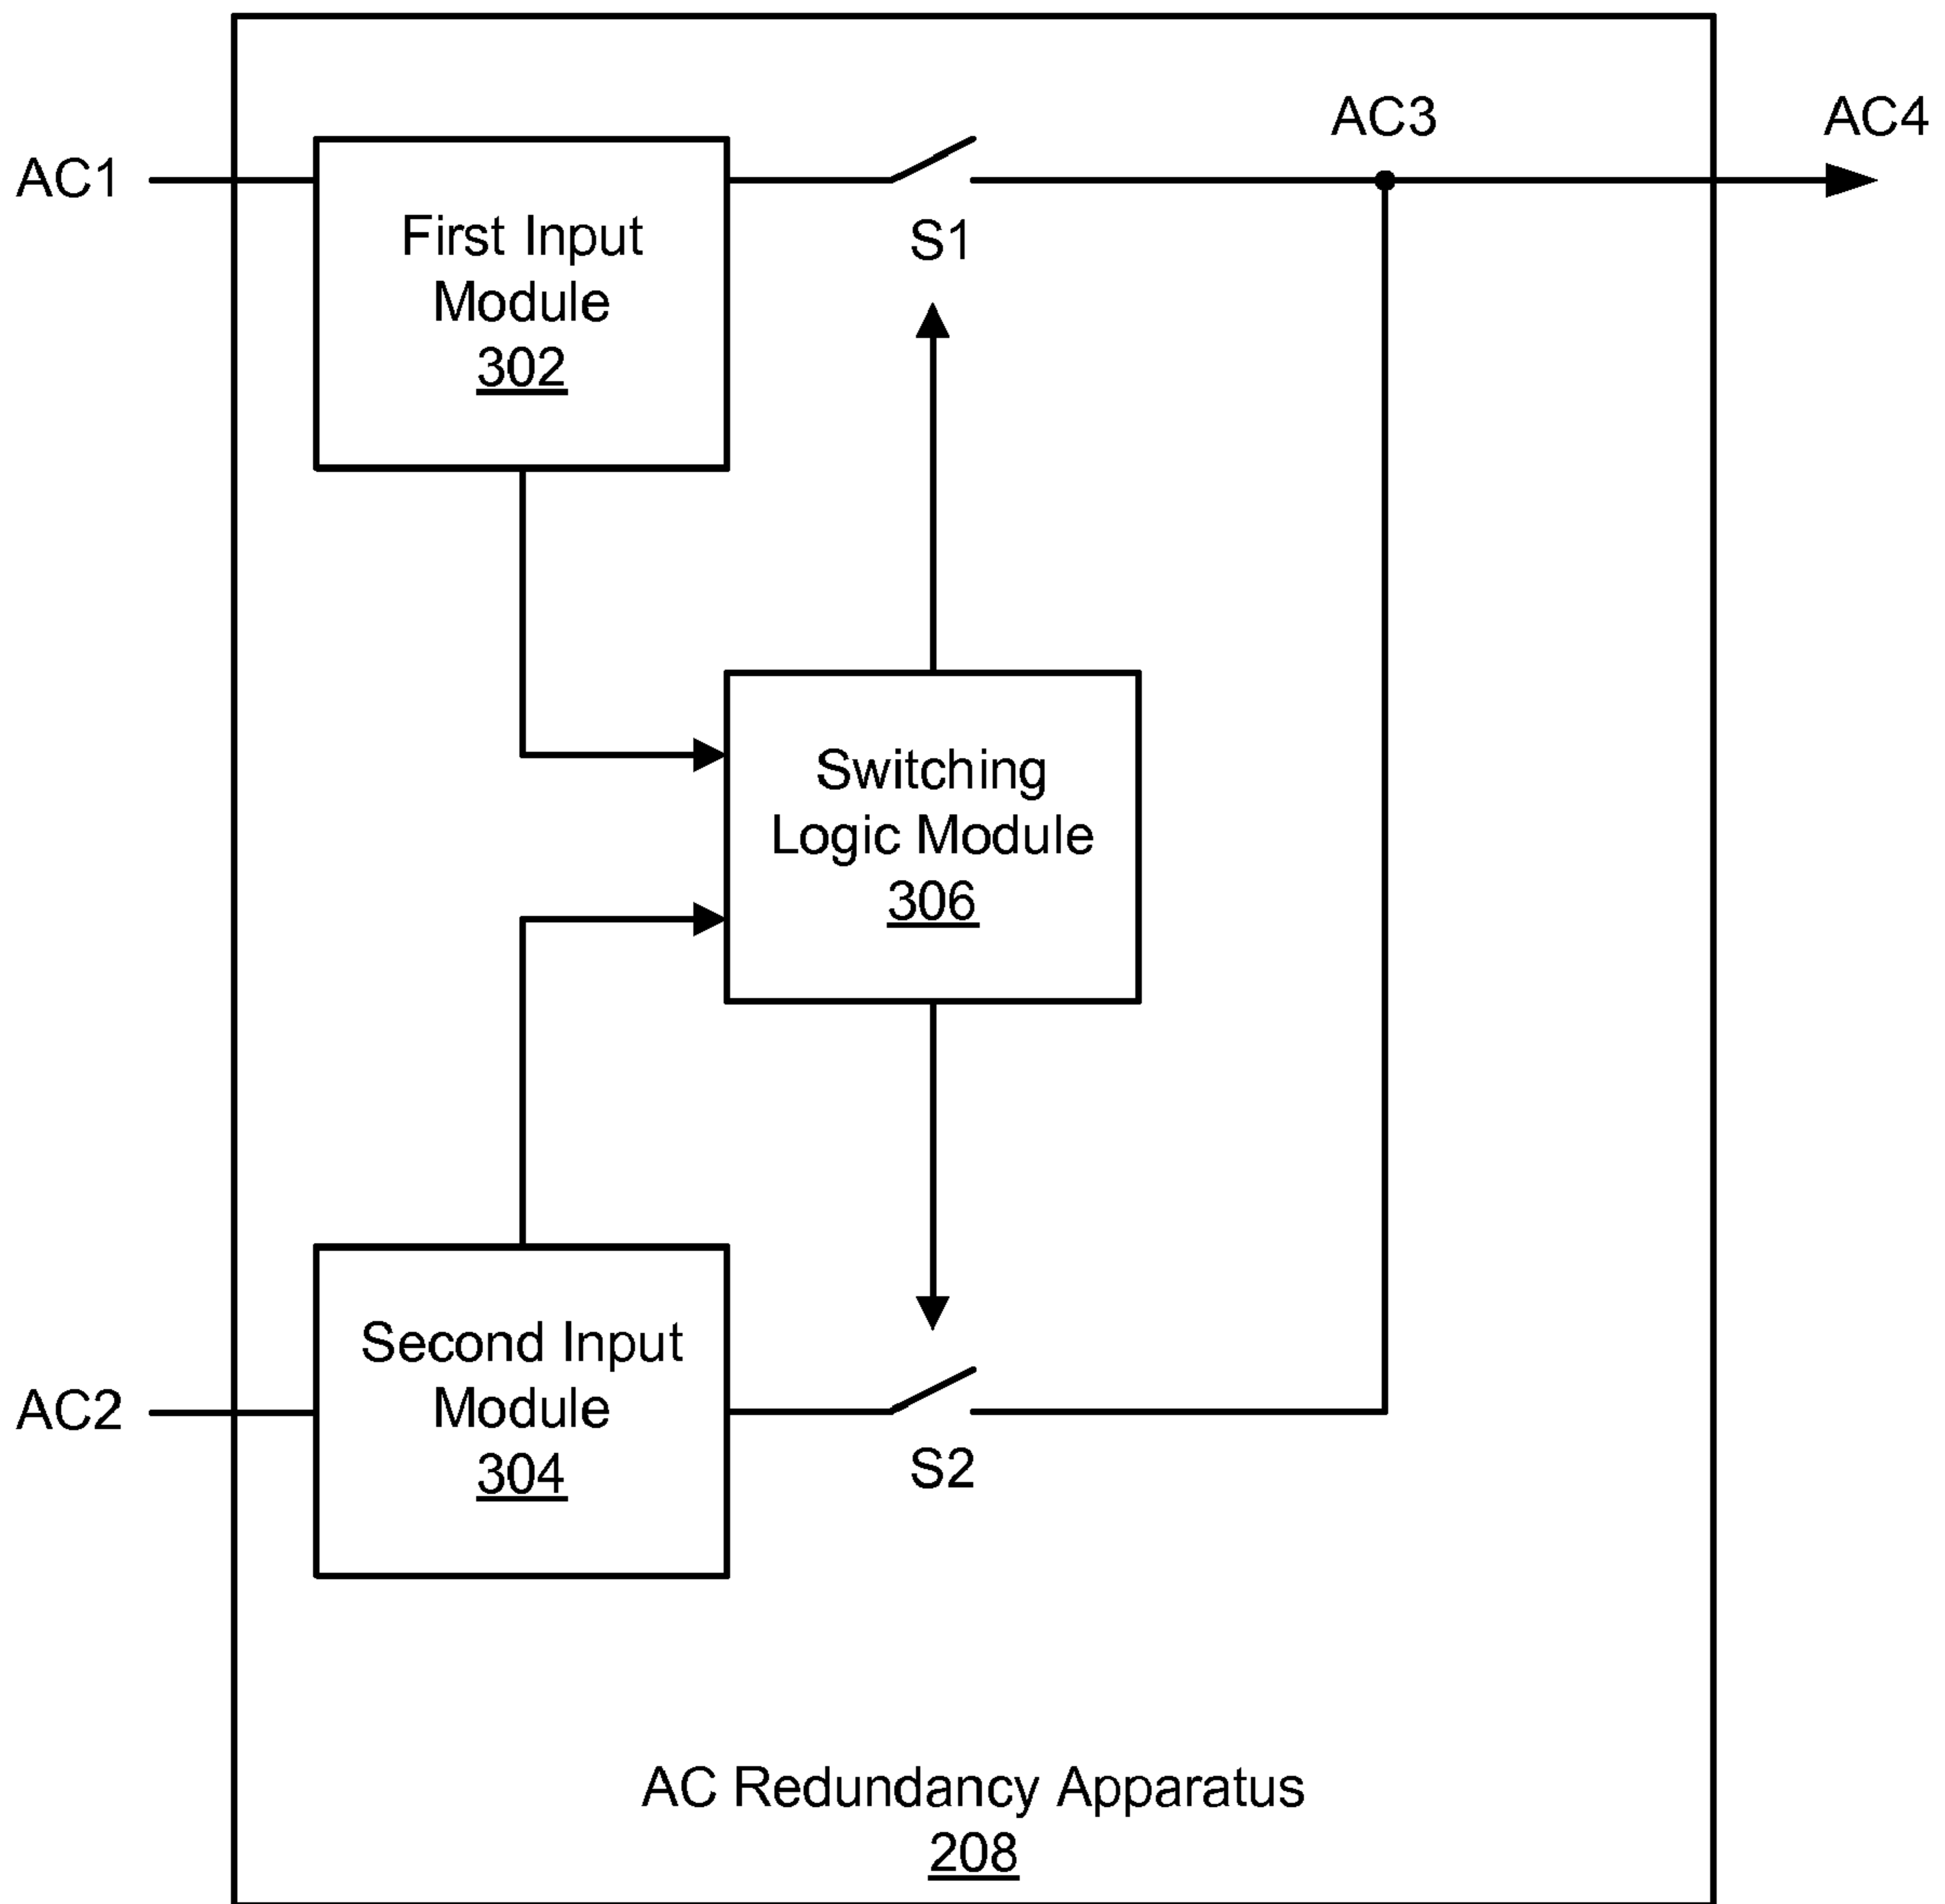 AC3
AC4
AC1
First Input
Module
302
S1
Switching
Logic Module
306
Second Input
Module
304
AC2
S2
AC Redundancy Apparatus
208